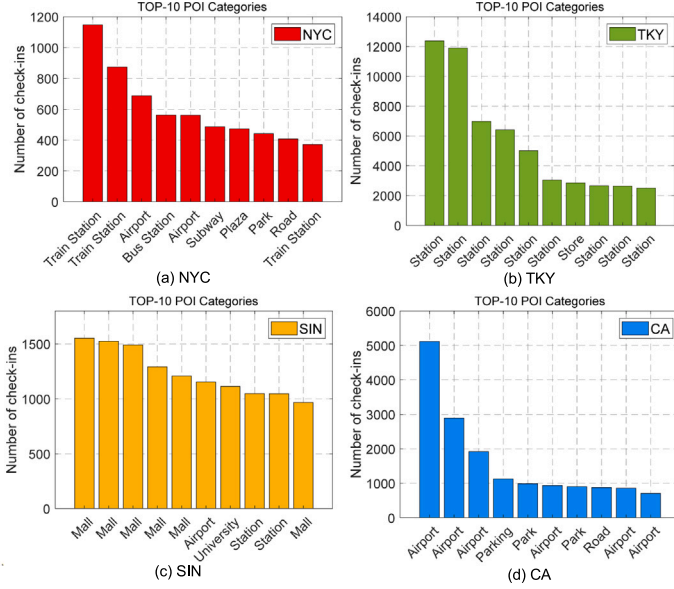 TOP-10 POI Categories
NYC
Number of check-ins
1200
1000
800
600
400
200
0
Train Station
Train Station
Airport
Bus Station
Airport
Subway
Plaza
Park
Road
Train Station
(a) NYC
TOP-10 POI Categories
TKY
Number of check-ins
14000
12000
10000
8000
6000
4000
2000
0
Station
Station
Station
Station
Station
Station
Store
Station
Station
Station
(b) TKY
TOP-10 POI Categories
SIN
Number of check-ins
1500
1000
500
0
Mall
Mall
Mall
Mall
Mall
Airport
University
Station
Station
Mall
(c) SIN
TOP-10 POI Categories
CA
Number of check-ins
6000
5000
4000
3000
2000
1000
0
Airport
Airport
Airport
Parking
Park
Airport
Park
Road
Airport
Airport
(d) CA